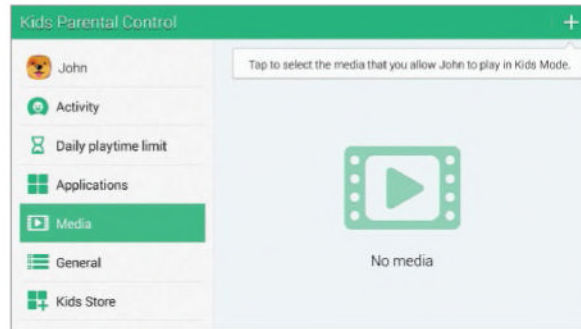 Kids Parental Control
+
Tap to select the media that you allow John to play in Kids Mode.
John
Activity
Daily playtime limit
Applications
Media
General
Kids Store
No media